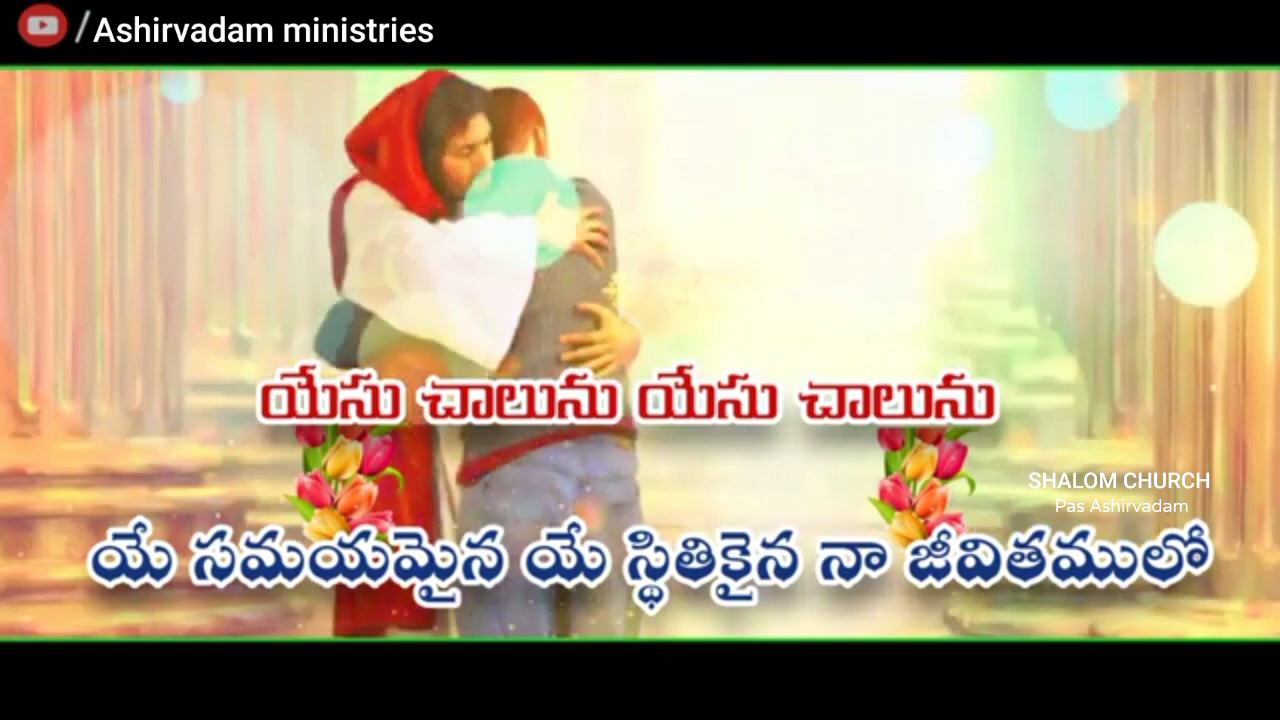 /Ashirvadam ministries
యేసు చాలును యేసు చాలును
SHALOM CHURCH
Pas Ashirvadam
యే సమయమైన యే స్థితికైన నా జీవితములో